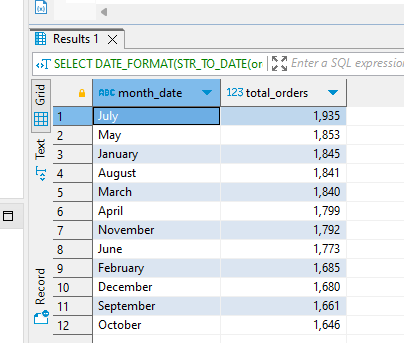 Results 1
SELECT DATE_FORMAT(STR_TO_DATE(or
Enter a SQL expression
Grid
Text
Record
ABC month_date
123 total_orders
1 July 1,935
2 May 1,853
3 January 1,845
4 August 1,841
5 March 1,840
6 April 1,799
7 November 1,792
8 June 1,773
9 February 1,685
10 December 1,680
11 September 1,661
12 October 1,646